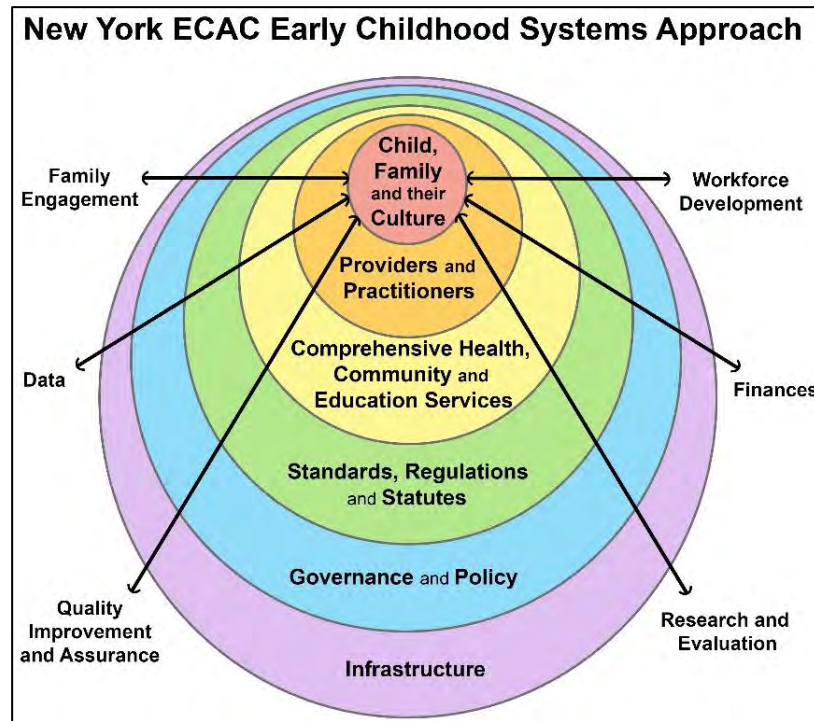 New York ECAC Early Childhood Systems Approach
Child,
Family
and their
Culture
Family
Engagement
Workforce
Development
Providers and
Practitioners
Comprehensive Health,
Community and
Education Services
Data
Finances
Standards, Regulations
and Statutes
Governance and Policy
Quality
Improvement
and Assurance
Research and
Evaluation
Infrastructure